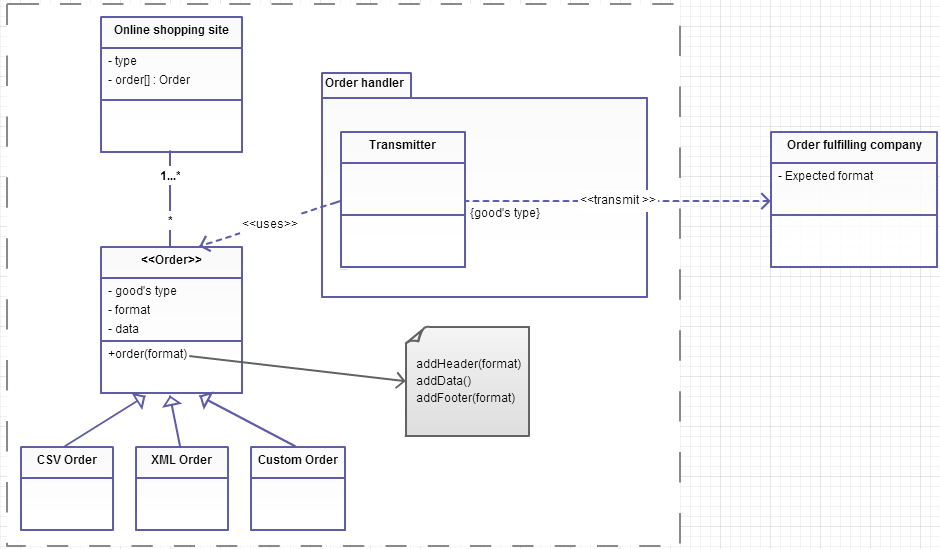 Online shopping site
- type
- order[] : Order
1...*
*
<<Order>>
- good's type
- format
- data
+order(format)
CSV Order
XML Order
Custom Order
Order handler
Transmitter
<<uses>>
{good's type}
<<transmit >>
addHeader(format)
addData()
addFooter(format)
Order fulfilling company
- Expected format